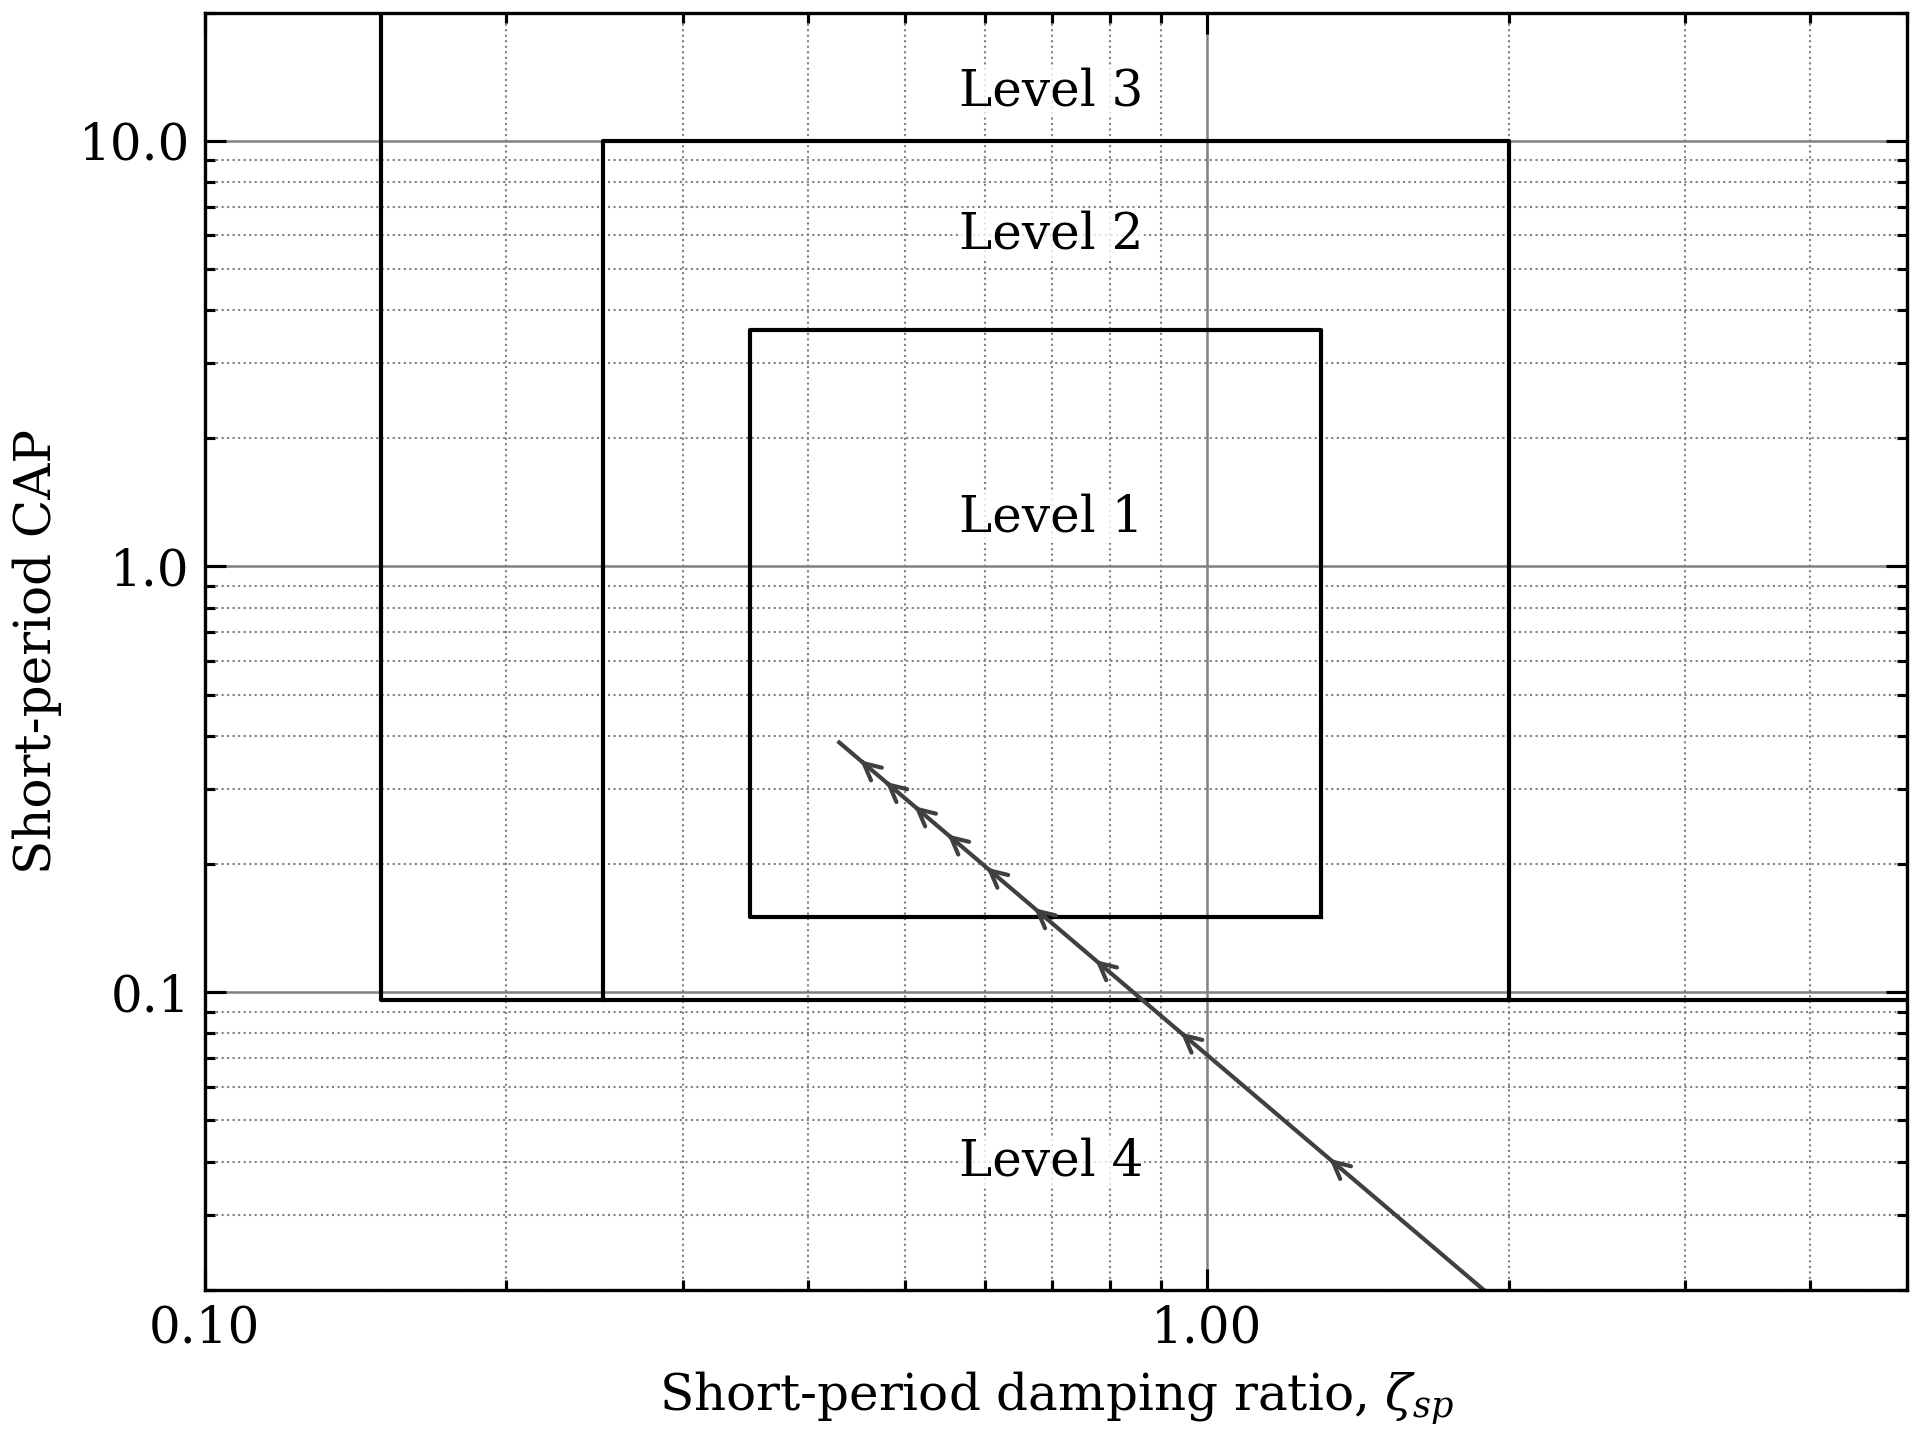 Level 3
10.0
Level 2
Level 1
1.0
Short-period CAP
0.1
Level 4
0.10
1.00
Short-period damping ratio, ζsp